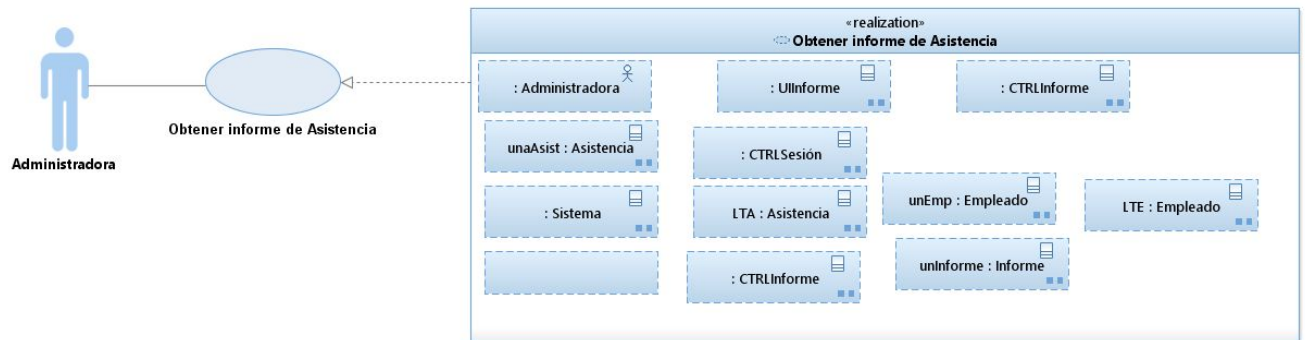 «realization»
Obtener informe de Asistencia
: Administradora
: UIInforme
: CTRLInforme
unaAsist : Asistencia
: CTRLSesión
: Sistema
LTA : Asistencia
unEmp : Empleado
LTE : Empleado
: CTRLInforme
unInforme : Informe
Obtener informe de Asistencia
Administradora